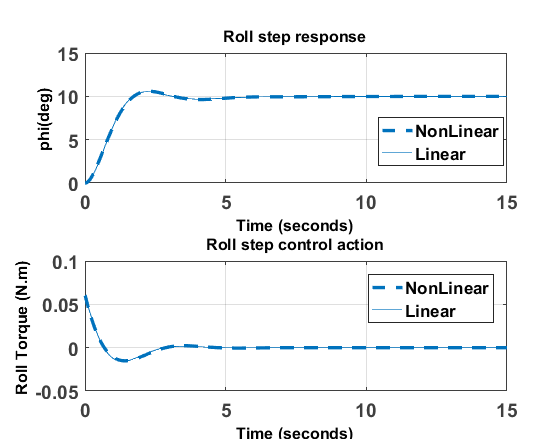 Roll step response
15
10
5
0
phi(deg)
NonLinear
Linear
0 5 10 15
Time (seconds)
Roll step control action
0.1
0.05
0
-0.05
Roll Torque (N.m)
NonLinear
Linear
0 5 10 15
Time (seconds)